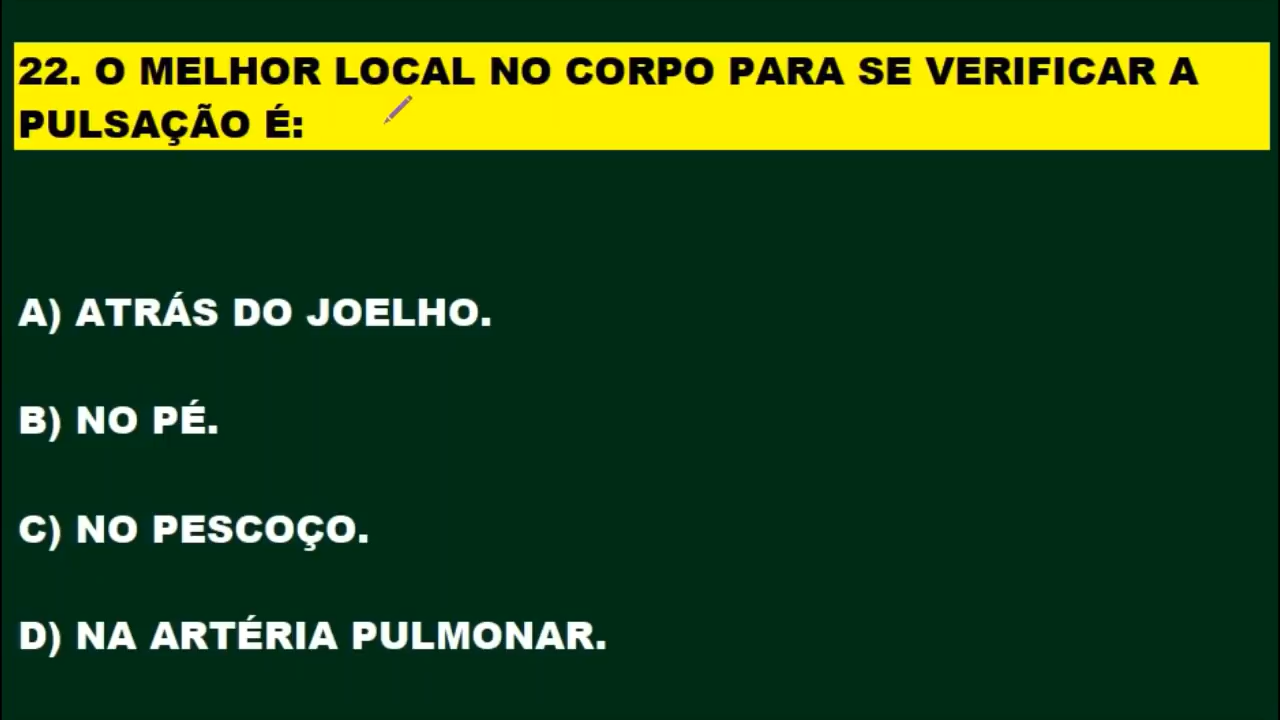 22. O MELHOR LOCAL NO CORPO PARA SE VERIFICAR A
PULSAÇÃO É:
A) ATRÁS DO JOELHO.
B) NO PÉ.
C) NO PESCOÇO.
D) NA ARTÉRIA PULMONAR.